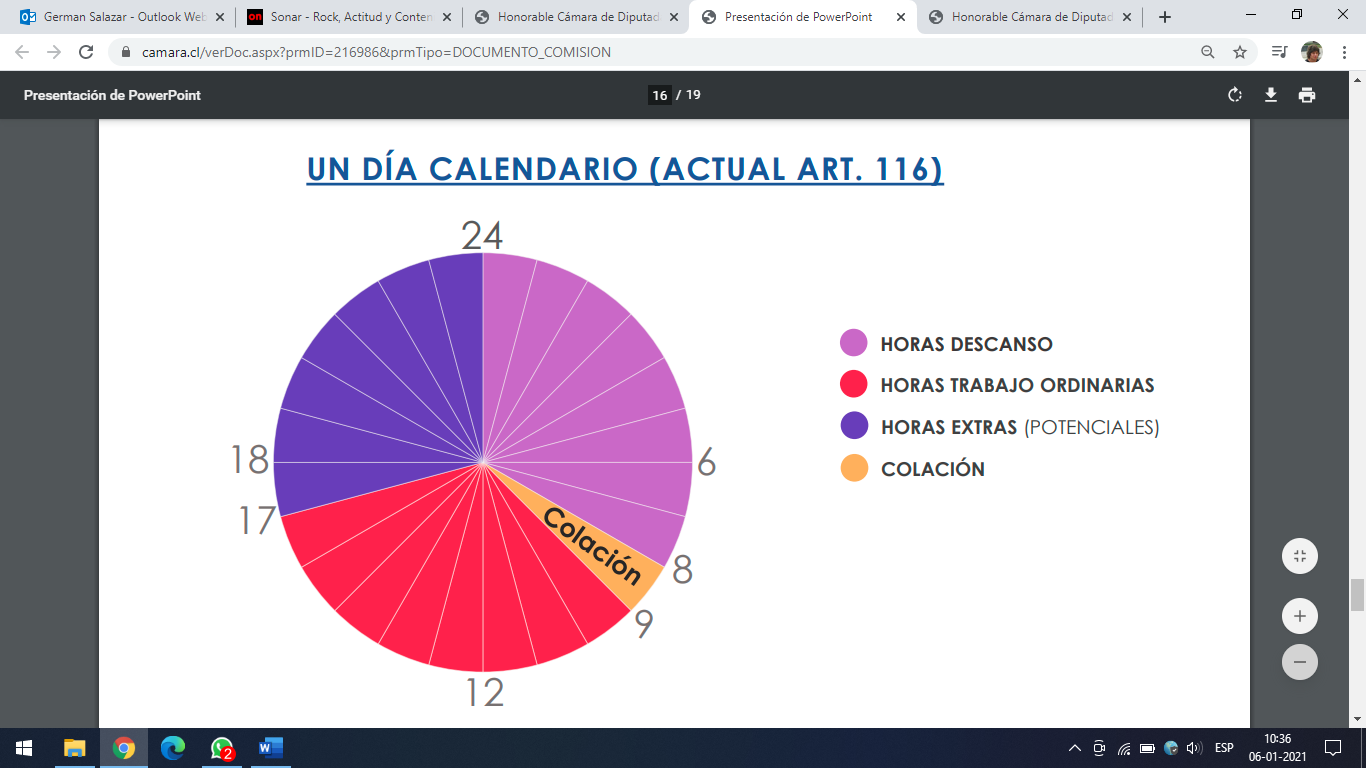 German Salazar - Outlook Web
Sonar - Rock, Actitud y Conten
Honorable Cámara de Diputad
Presentación de PowerPoint
Honorable Cámara de Diputad
camara.cl/verDoc.aspx?prmID=216986&prmTipo=DOCUMENTO_COMISION
Presentación de PowerPoint
16 / 19
UN DÍA CALENDARIO (ACTUAL ART. 116)
24
HORAS DESCANSO
HORAS TRABAJO ORDINARIAS
HORAS EXTRAS (POTENCIALES)
COLACIÓN
18
6
17
Colación
8
9
12
2
ESP
10:36
06-01-2021